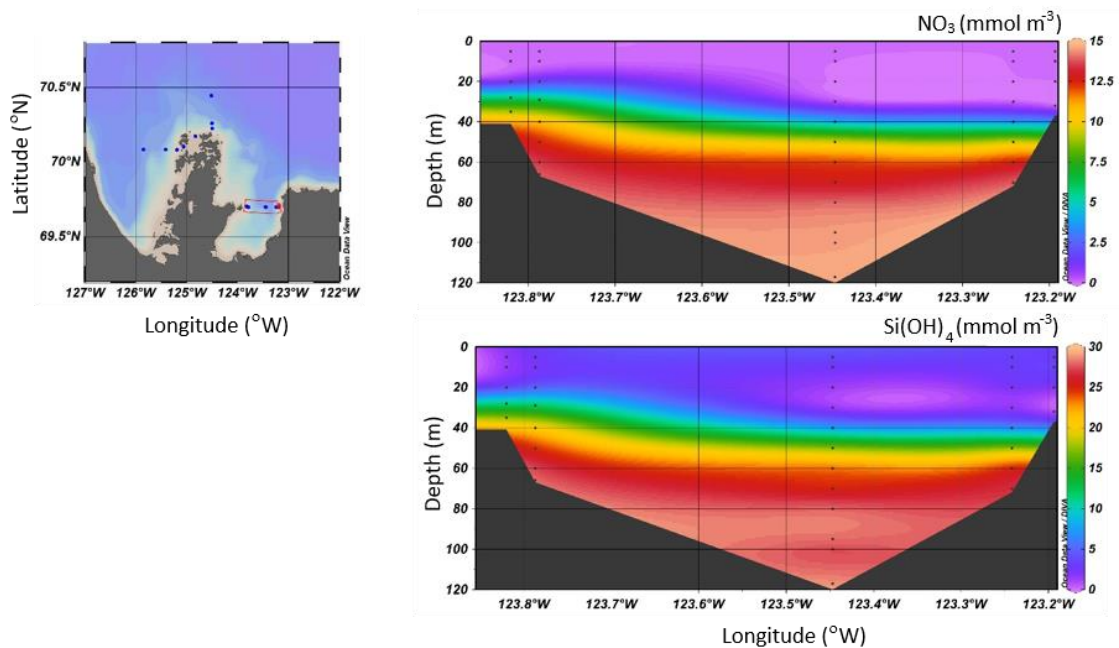 NO3 (mmol m-3)
Latitude (°N)
70.5°N
70°N
69.5°N
127°W 126°W 125°W 124°W 123°W 122°W
Longitude (°W)
Ocean Data View
Depth (m)
0
20
40
60
80
100
120
123.8°W 123.7°W 123.6°W 123.5°W 123.4°W 123.3°W 123.2°W
Ocean Data View / DIVA
15
12.5
10
7.5
5
2.5
0
Si(OH)4 (mmol m-3)
Depth (m)
0
20
40
60
80
100
120
123.8°W 123.7°W 123.6°W 123.5°W 123.4°W 123.3°W 123.2°W
Ocean Data View / DIVA
30
25
20
15
10
5
0
Longitude (°W)